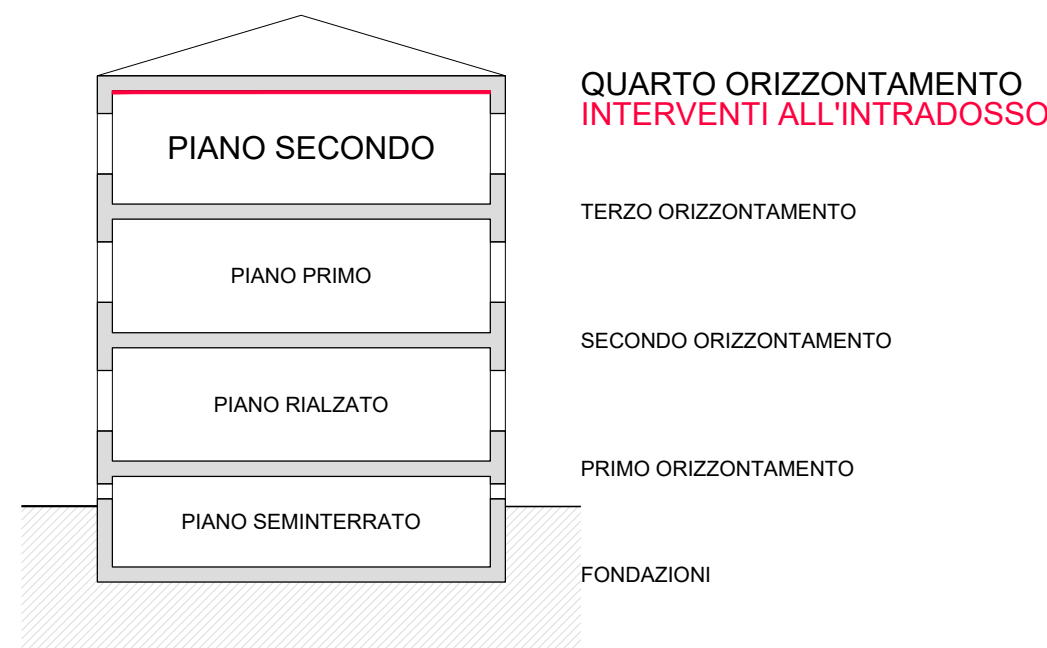 QUARTO ORIZZONTAMENTO
INTERVENTI ALL'INTRADOSSO
PIANO SECONDO
TERZO ORIZZONTAMENTO
PIANO PRIMO
SECONDO ORIZZONTAMENTO
PIANO RIALZATO
PRIMO ORIZZONTAMENTO
PIANO SEMINTERRATO
FONDAZIONI